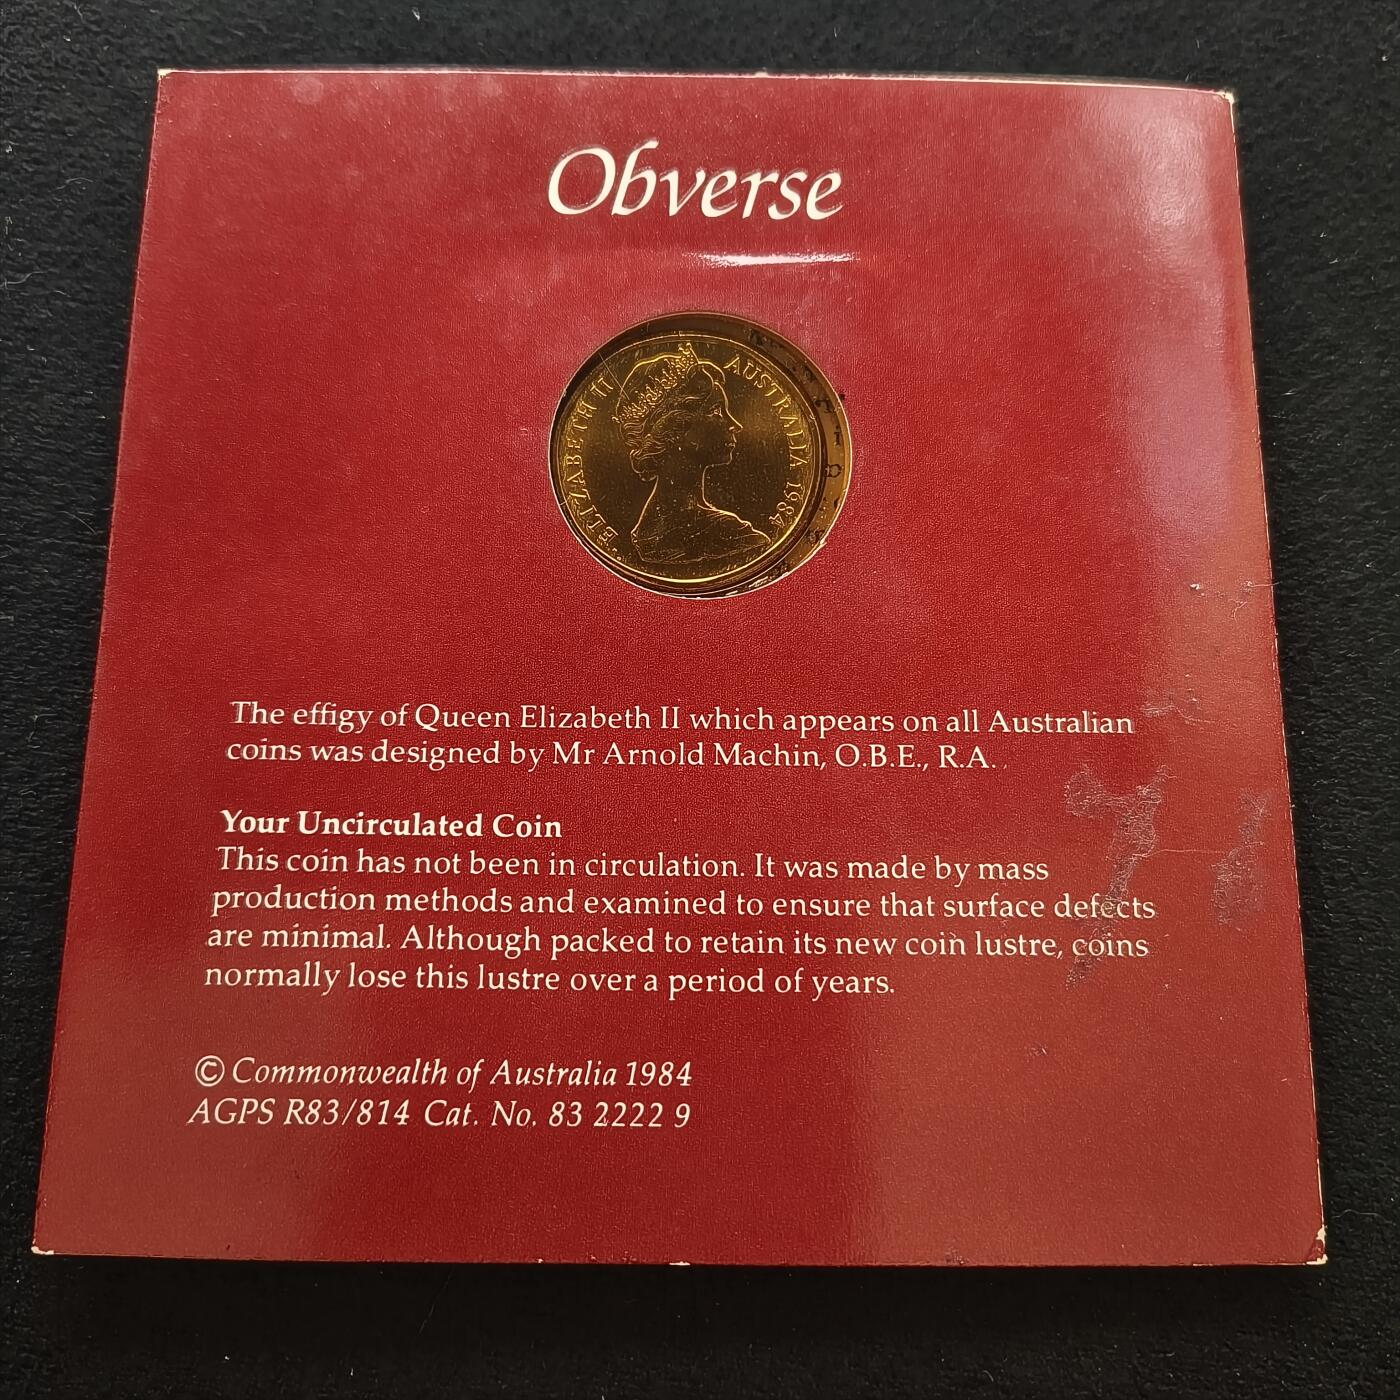 Obverse
ELIZABETH II AUSTRALIA 1984
The effigy of Queen Elizabeth II which appears on all Australian
coins was designed by Mr Arnold Machin, O.B.E., R.A.
Your Uncirculated Coin
This coin has not been in circulation. It was made by mass
production methods and examined to ensure that surface defects
are minimal. Although packed to retain its new coin lustre, coins
normally lose this lustre over a period of years.
© Commonwealth of Australia 1984
AGPS R83/814 Cat. No. 83 2222 9